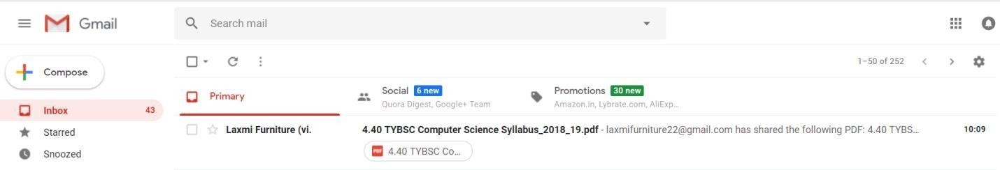 Gmail
Search mail
Compose
1–50 of 252
Primary
Social 6 new
Quora Digest, Google+ Team
Promotions 30 new
Amazon.in, Lybrate.com, AliExp...
Inbox 43
Starred
Snoozed
Laxmi Furniture (vi. 4.40 TYBSC Computer Science Syllabus_2018_19.pdf - laxmifurniture22@gmail.com has shared the following PDF: 4.40 TYBS... 10:09
PDF 4.40 TYBSC Co...